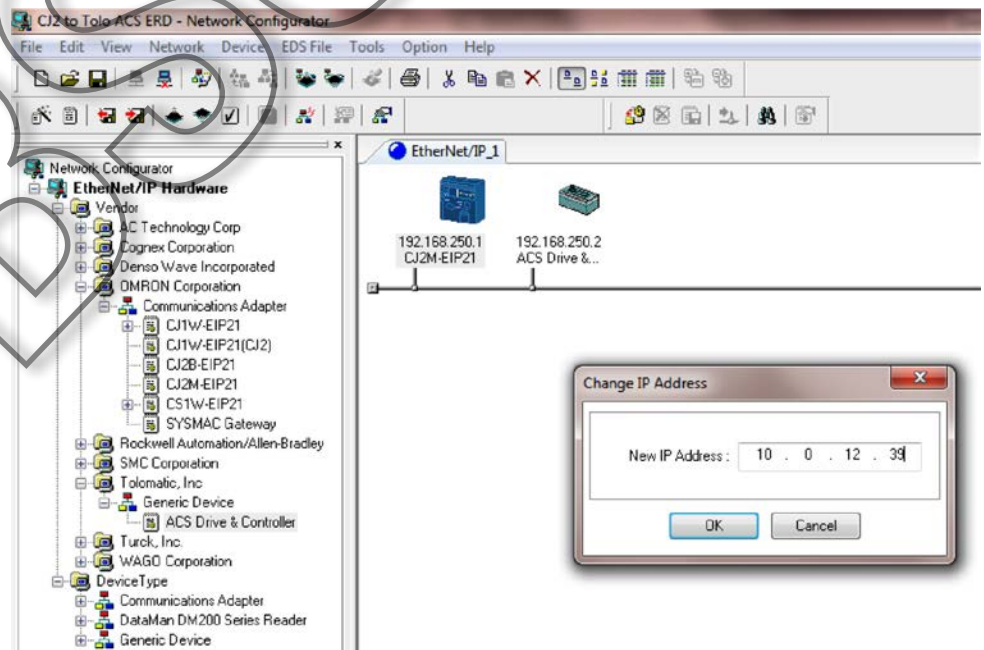 CJ2 to Tolo ACS ERD - Network Configurator
File Edit View Network Device EDS File Tools Option Help
EtherNet/IP_1
Network Configurator
EtherNet/IP Hardware
Vendor
AC Technology Corp
Cognex Corporation
Denso Wave Incorporated
OMRON Corporation
Communications Adapter
CJ1W-EIP21
CJ1W-EIP21(CJ2)
CJ2B-EIP21
CJ2M-EIP21
CS1W-EIP21
SYSMAC Gateway
Rockwell Automation/Allen-Bradley
SMC Corporation
Tolomatic, Inc
Generic Device
ACS Drive & Controller
Turck, Inc.
WAGO Corporation
DeviceType
Communications Adapter
DataMan DM200 Series Reader
Generic Device
192.168.250.1
CJ2M-EIP21
192.168.250.2
ACS Drive &...
Change IP Address
New IP Address : 10 . 0 . 12 . 39
OK Cancel